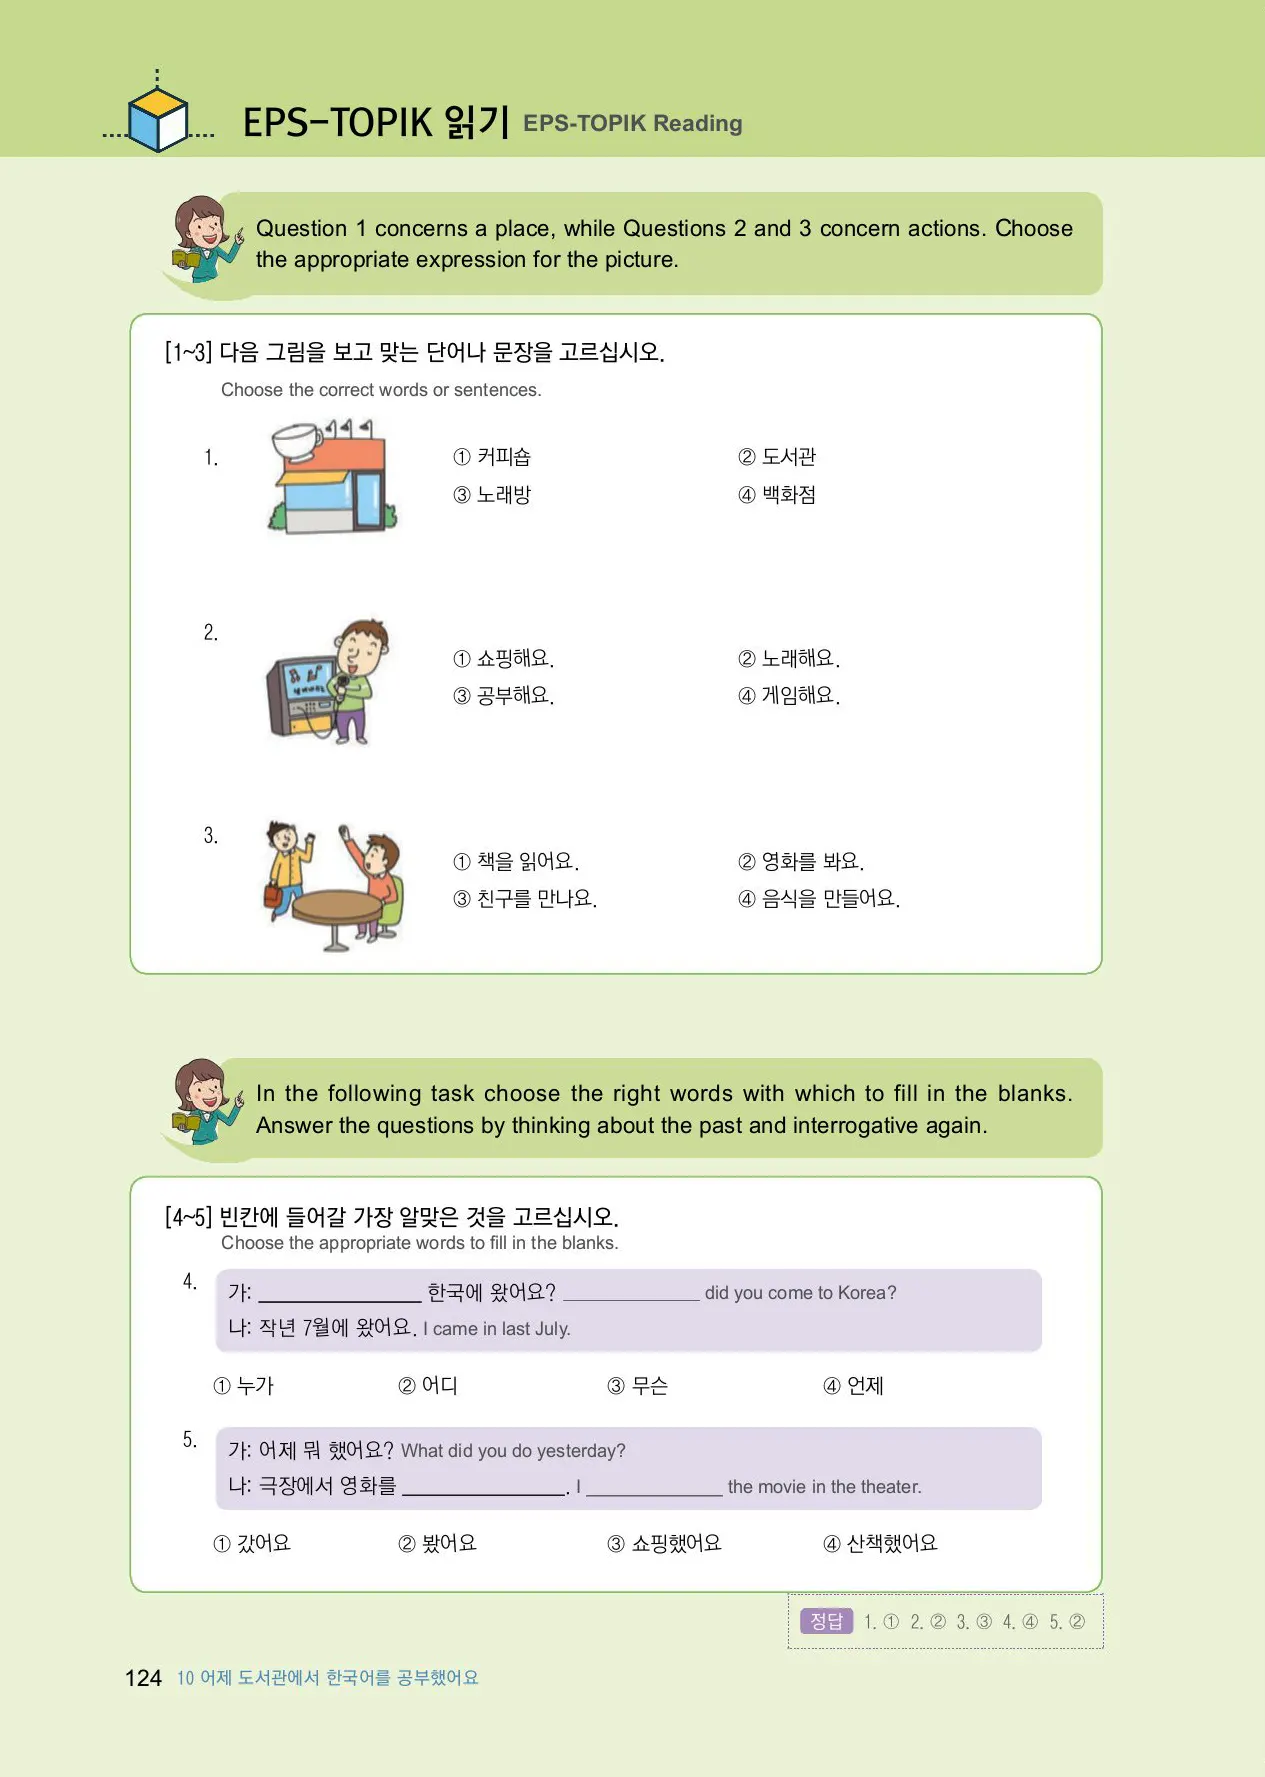 EPS-TOPIK 읽기 EPS-TOPIK Reading
Question 1 concerns a place, while Questions 2 and 3 concern actions. Choose
the appropriate expression for the picture.
[1~3] 다음 그림을 보고 맞는 단어나 문장을 고르십시오.
Choose the correct words or sentences.
1.
① 커피숍 ② 도서관
③ 노래방 ④ 백화점
2.
① 쇼핑해요. ② 노래해요.
③ 공부해요. ④ 게임해요.
3.
① 책을 읽어요. ② 영화를 봐요.
③ 친구를 만나요. ④ 음식을 만들어요.
In the following task choose the right words with which to fill in the blanks.
Answer the questions by thinking about the past and interrogative again.
[4~5] 빈칸에 들어갈 가장 알맞은 것을 고르십시오.
Choose the appropriate words to fill in the blanks.
4. 가: ________________ 한국에 왔어요? ______________ did you come to Korea?
나: 작년 7월에 왔어요. I came in last July.
① 누가 ② 어디 ③ 무슨 ④ 언제
5. 가: 어제 뭐 했어요? What did you do yesterday?
나: 극장에서 영화를 ________________. I ______________ the movie in the theater.
① 갔어요 ② 봤어요 ③ 쇼핑했어요 ④ 산책했어요
정답 1. ① 2. ② 3. ③ 4. ④ 5. ②
124 10 어제 도서관에서 한국어를 공부했어요